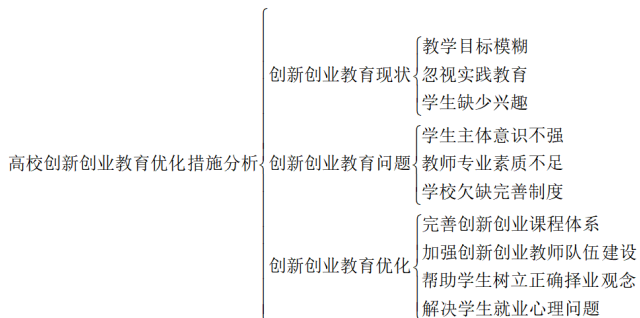 高校创新创业教育优化措施分析
创新创业教育现状
教学目标模糊
忽视实践教育
学生缺少兴趣
创新创业教育问题
学生主体意识不强
教师专业素质不足
学校欠缺完善制度
创新创业教育优化
完善创新创业课程体系
加强创新创业教师队伍建设
帮助学生树立正确择业观念
解决学生就业心理问题